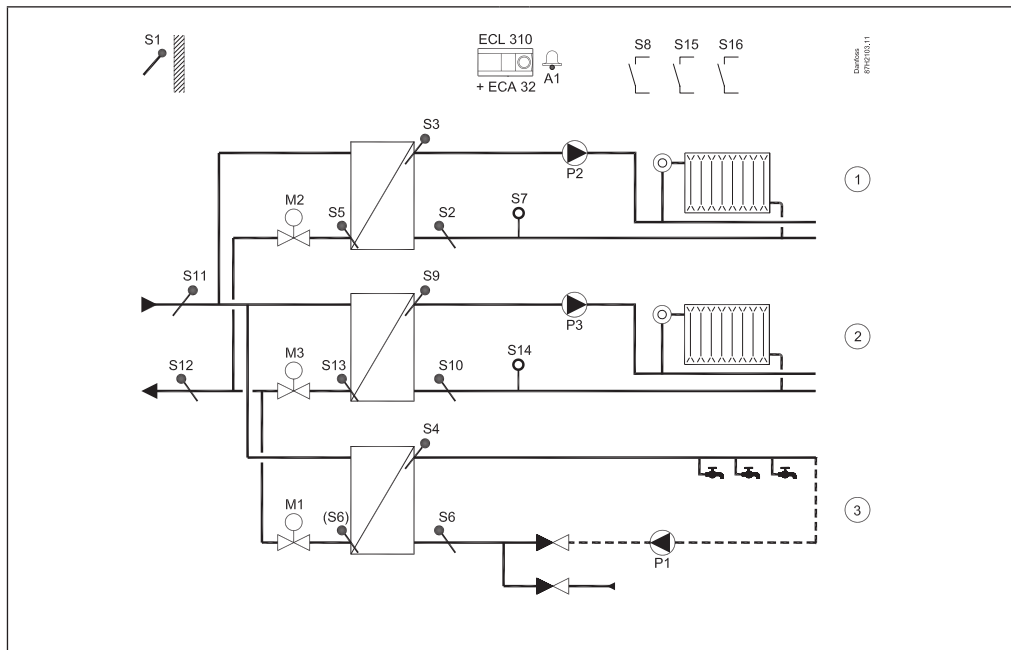 S1
ECL 310
+ ECA 32
A1
S8
S15
S16
Danfoss
87H2103.11
S3
P2
1
M2
S5
S2
S7
S11
S9
P3
2
S12
M3
S13
S10
S14
S4
3
M1
(S6)
S6
P1